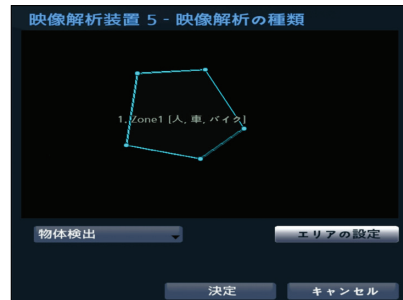 映像解析装置 5 - 映像解析の種類
1. Zone1 [人, 車, バイク]
物体検出
エリアの設定
決定
キャンセル